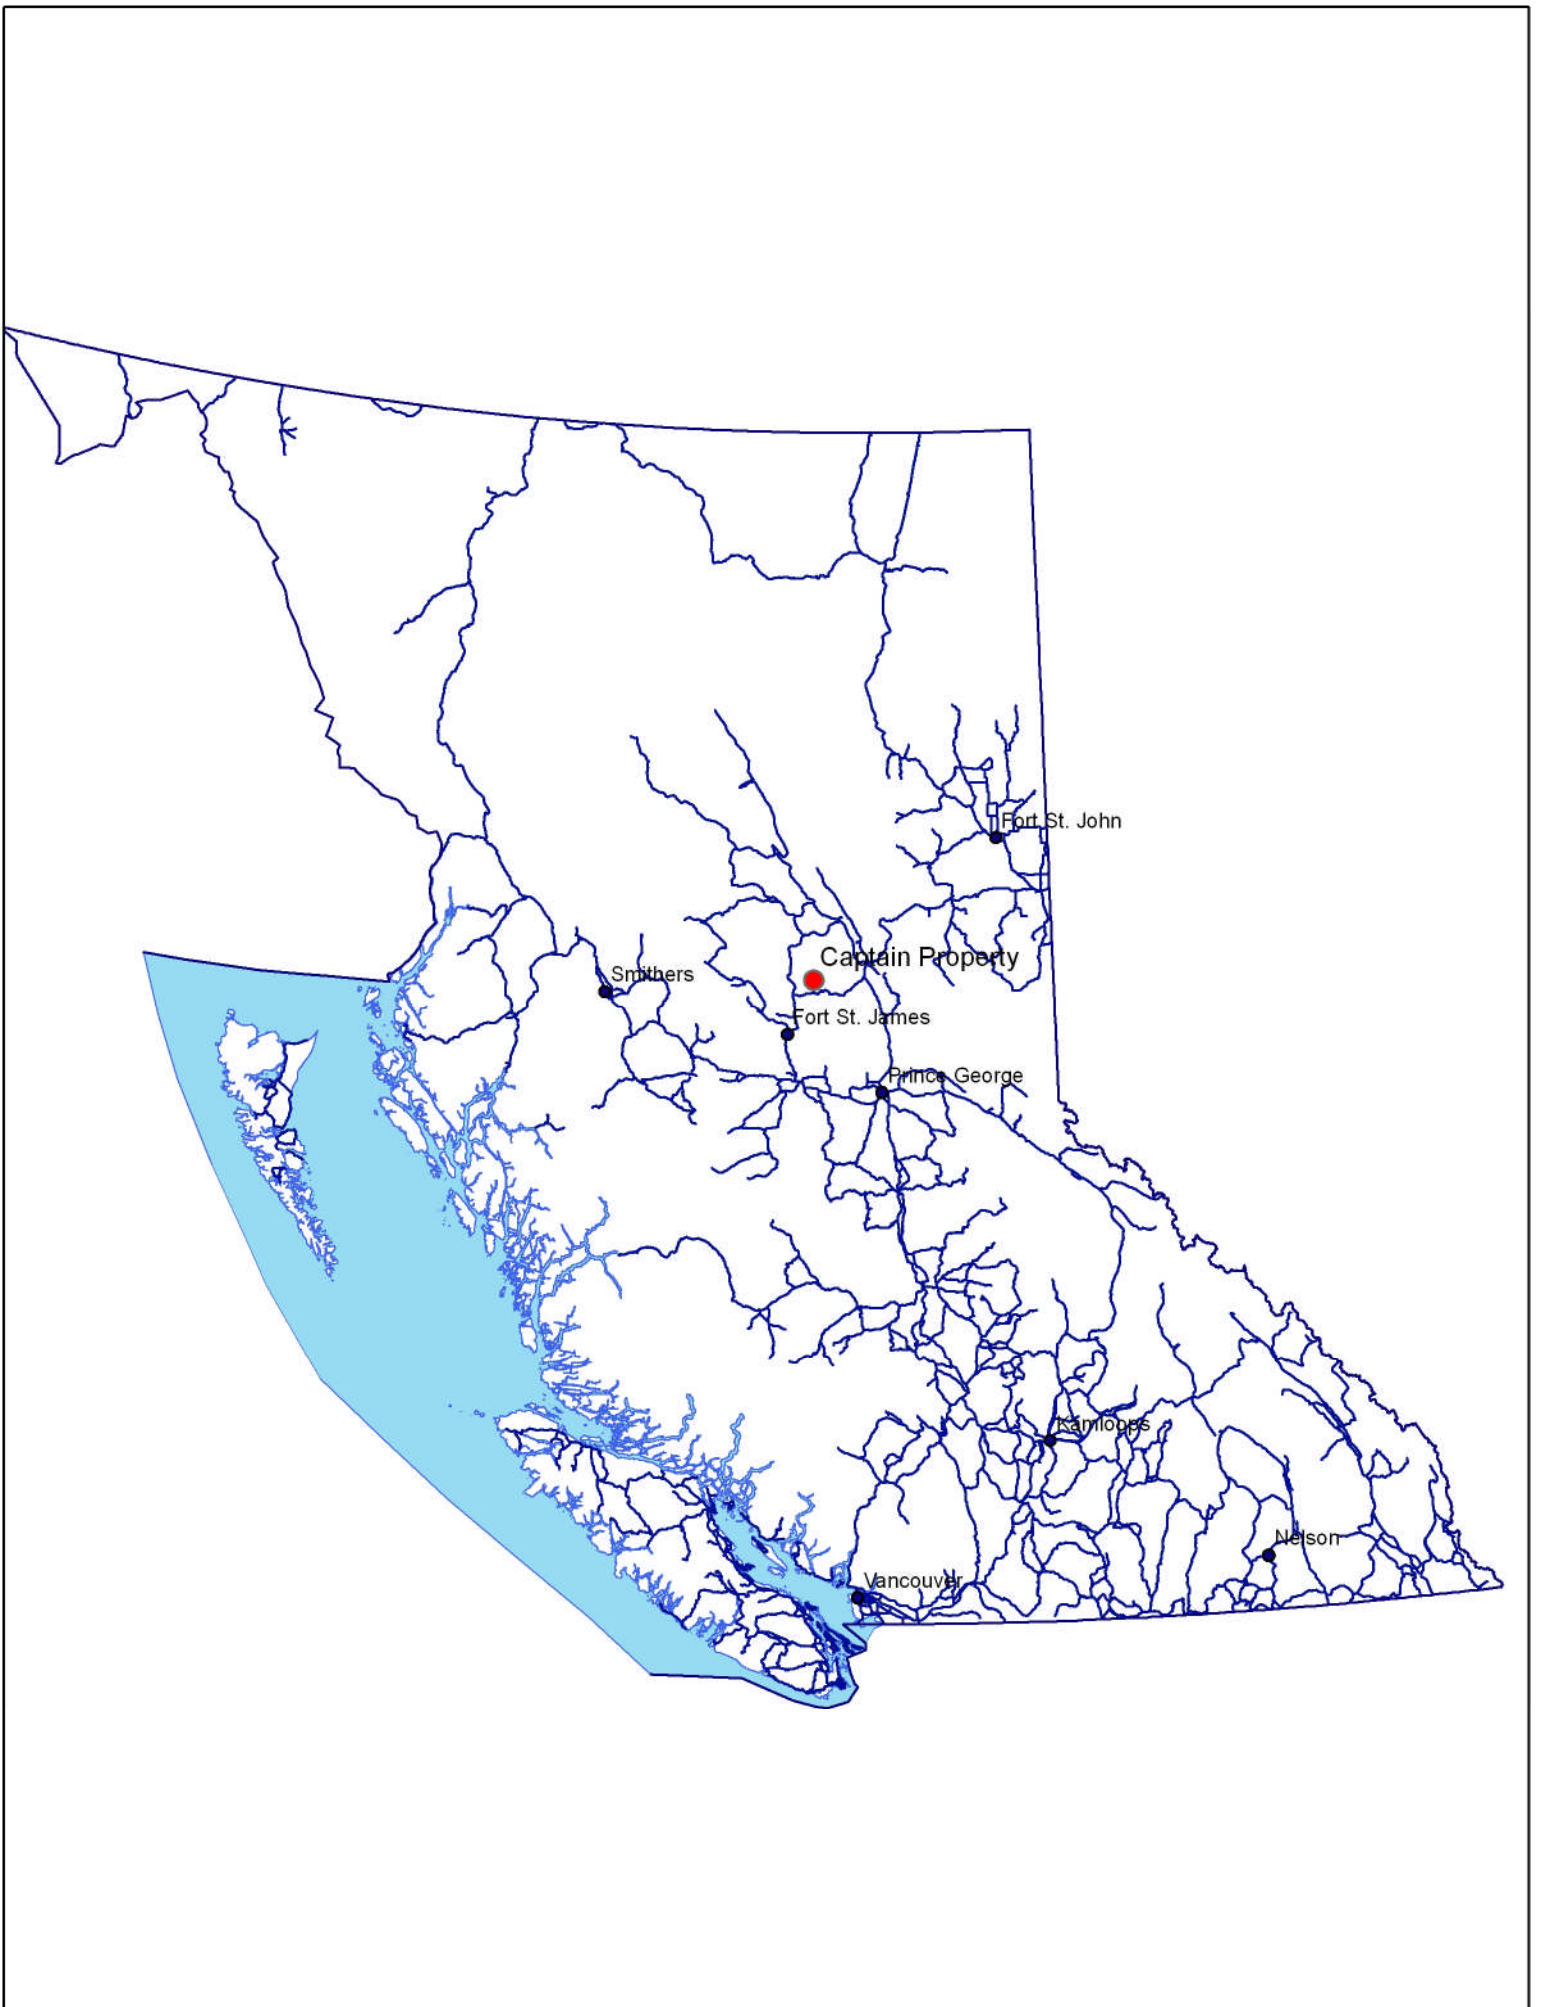 Fort St. John
Captain Property
Smithers
Fort St. James
Prince George
Kamloops
Nelson
Vancouver